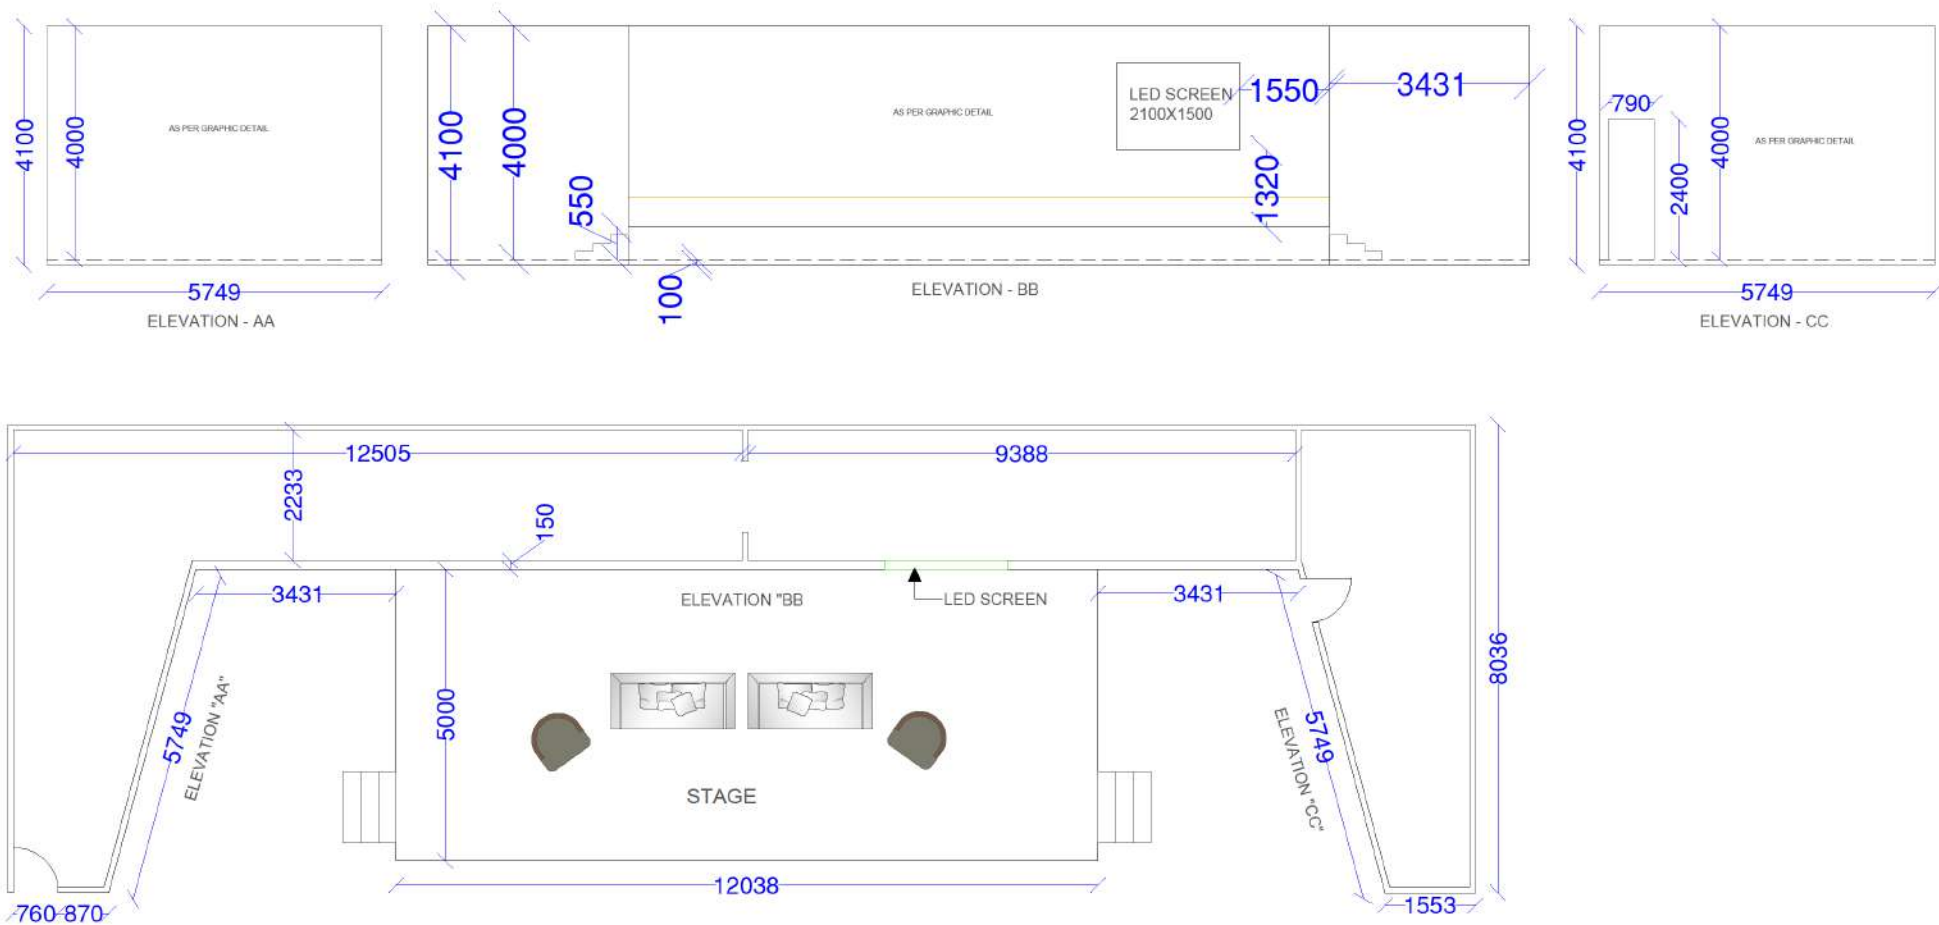 4100
4000
AS PER GRAPHIC DETAIL
5749
ELEVATION - AA
4100
4000
550
100
AS PER GRAPHIC DETAIL
LED SCREEN
2100X1500
1550
3431
1320
ELEVATION - BB
4100
790
2400
4000
AS PER GRAPHIC DETAIL
5749
ELEVATION - CC
12505
9388
2233
150
3431
ELEVATION "BB
LED SCREEN
3431
5749
ELEVATION "AA"
5000
STAGE
5749
ELEVATION "CC"
8036
12038
760
870
1553